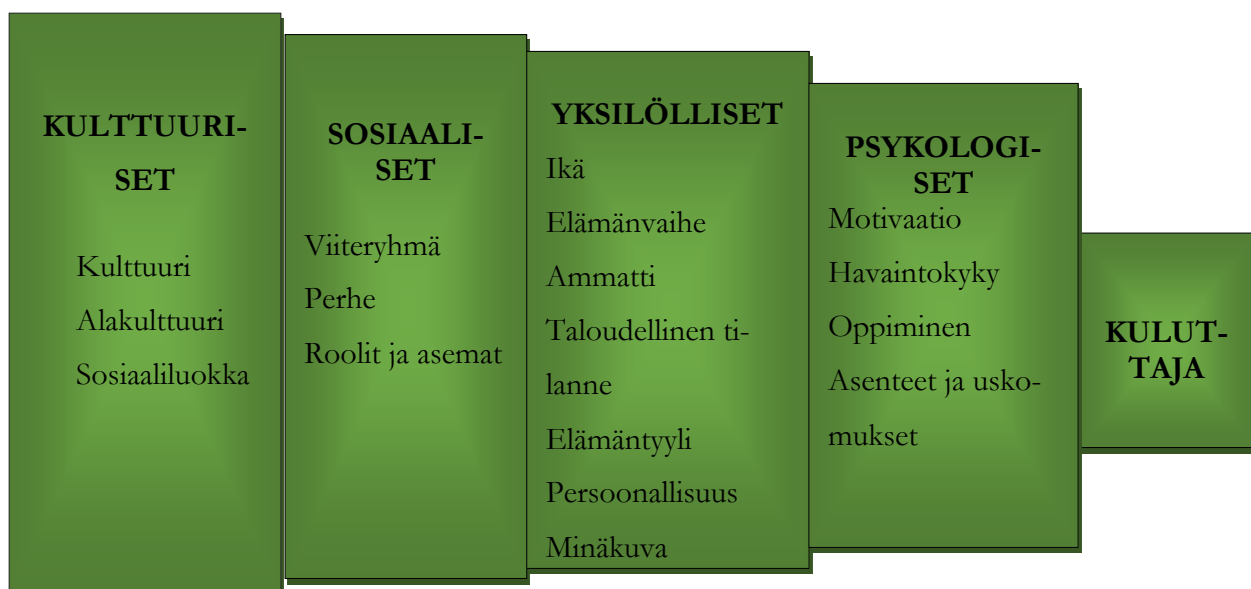 KULTTUURI-
SET
Kulttuuri
Alakulttuuri
Sosiaaliluokka
SOSIAALI-
SET
Viiteryhmä
Perhe
Roolit ja asemat
YKSILÖLLISET
Ikä
Elämänvaihe
Ammatti
Taloudellinen ti-
lanne
Elämäntyyli
Persoonallisuus
Minäkuva
PSYKOLOGI-
SET
Motivaatio
Havaintokyky
Oppiminen
Asenteet ja usko-
mukset
KULUT-
TAJA